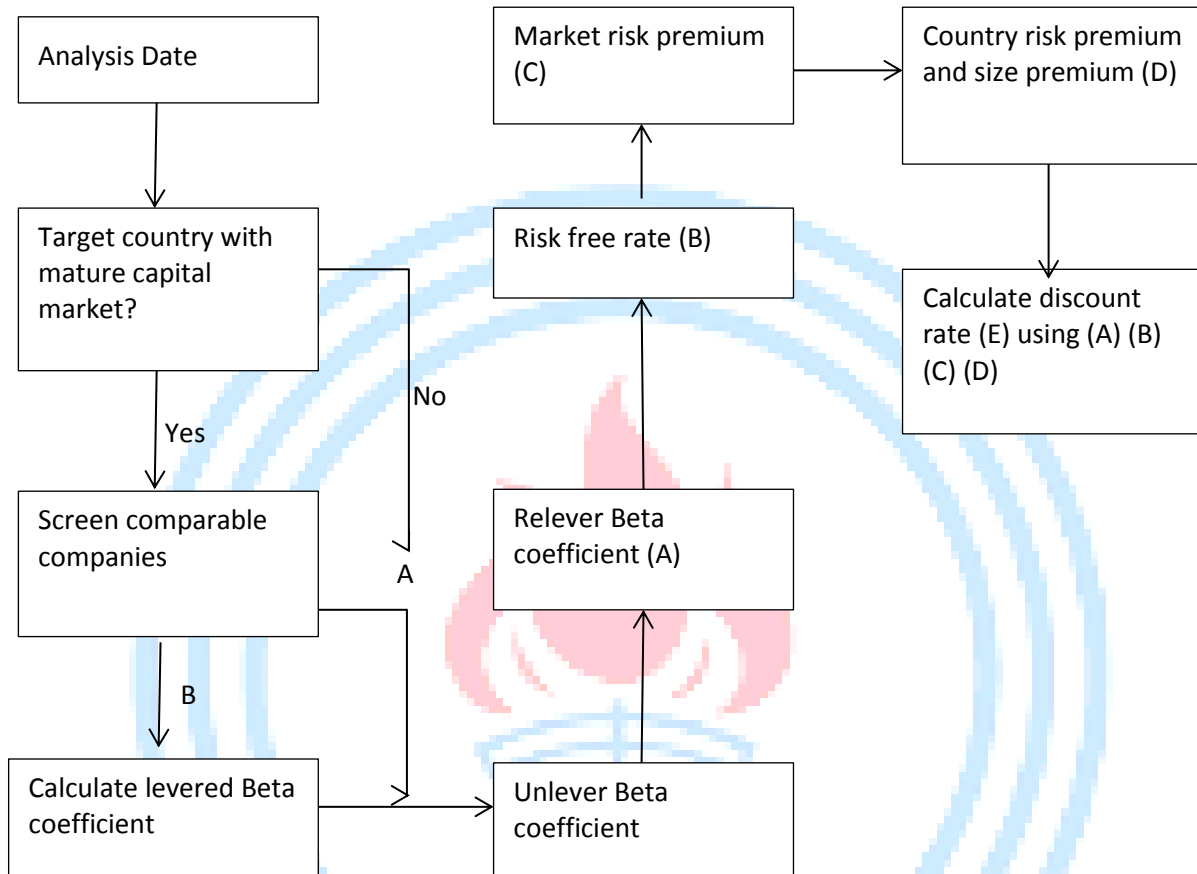 Analysis Date
Target country with
mature capital
market?
No
Yes
Screen comparable
companies
A
B
Calculate levered Beta
coefficient
Unlever Beta
coefficient
Relever Beta
coefficient (A)
Risk free rate (B)
Market risk premium
(C)
Country risk premium
and size premium (D)
Calculate discount
rate (E) using (A) (B)
(C) (D)